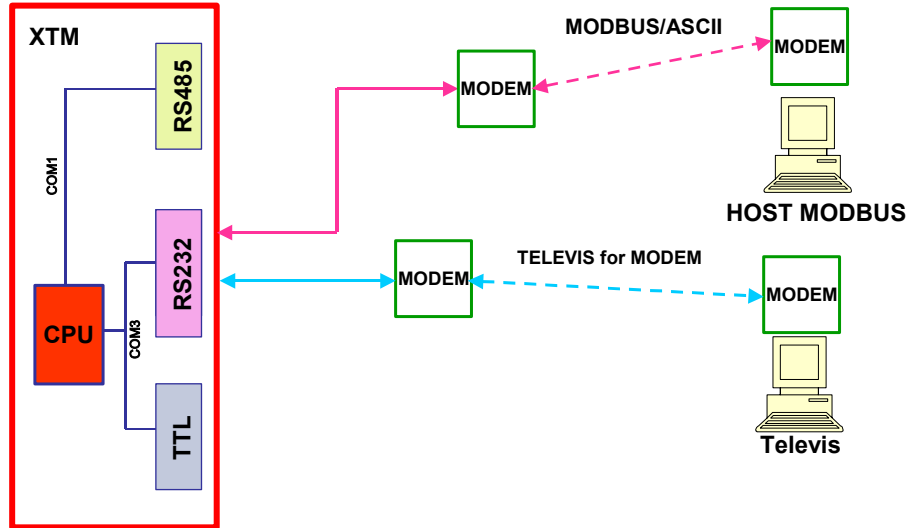 XTM
RS485
COM1
RS232
COM3
CPU
TTL
MODBUS/ASCII
MODEM
MODEM
HOST MODBUS
TELEVIS for MODEM
MODEM
MODEM
Televis